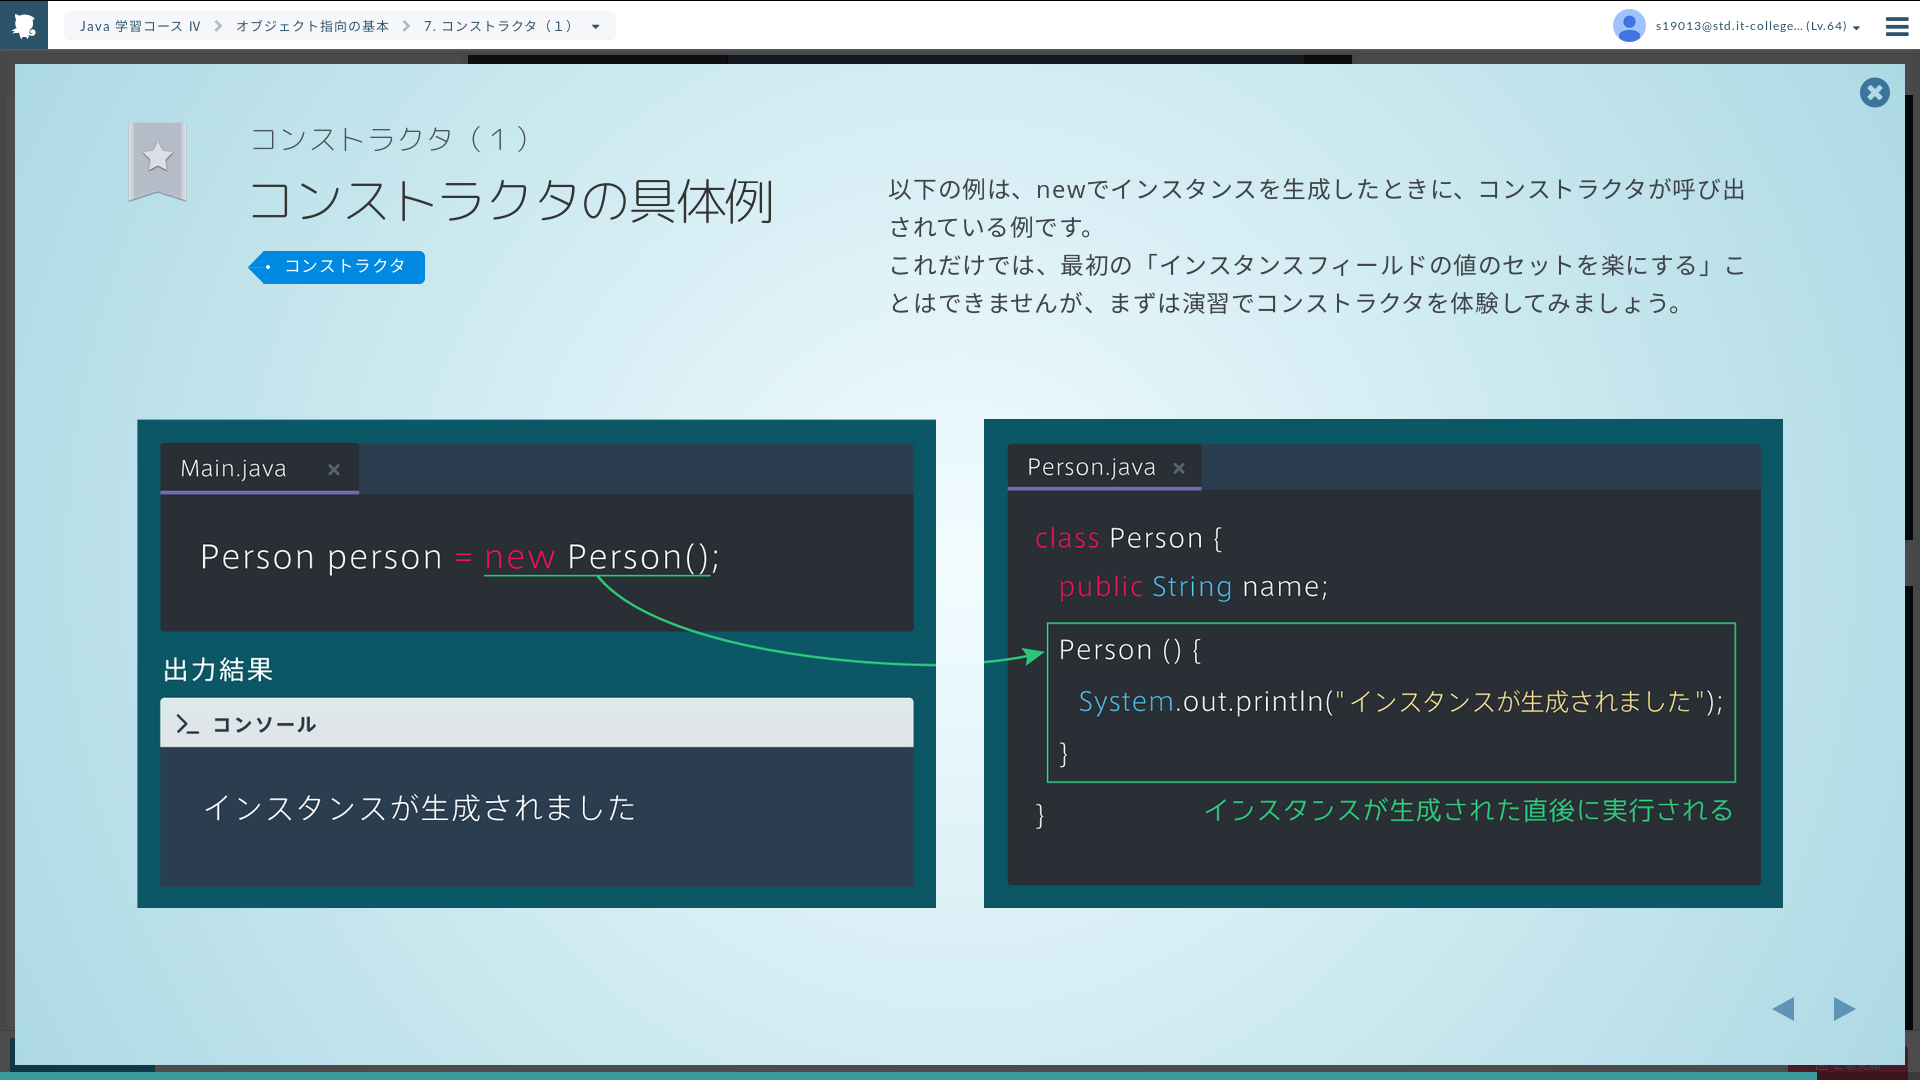 Java 学習コース Ⅳ
オブジェクト指向の基本
7. コンストラクタ（１）
s19013@std.it-college... (Lv.64)
コンストラクタ（１）
コンストラクタの具体例
コンストラクタ
以下の例は、newでインスタンスを生成したときに、コンストラクタが呼び出
されている例です。
これだけでは、最初の「インスタンスフィールドの値のセットを楽にする」こ
とはできませんが、まずは演習でコンストラクタを体験してみましょう。
Main.java ×
Person person = new Person();
出力結果
>_ コンソール
インスタンスが生成されました
Person.java ×
class Person {
public String name;
Person () {
System.out.println("インスタンスが生成されました");
}
}
インスタンスが生成された直後に実行される